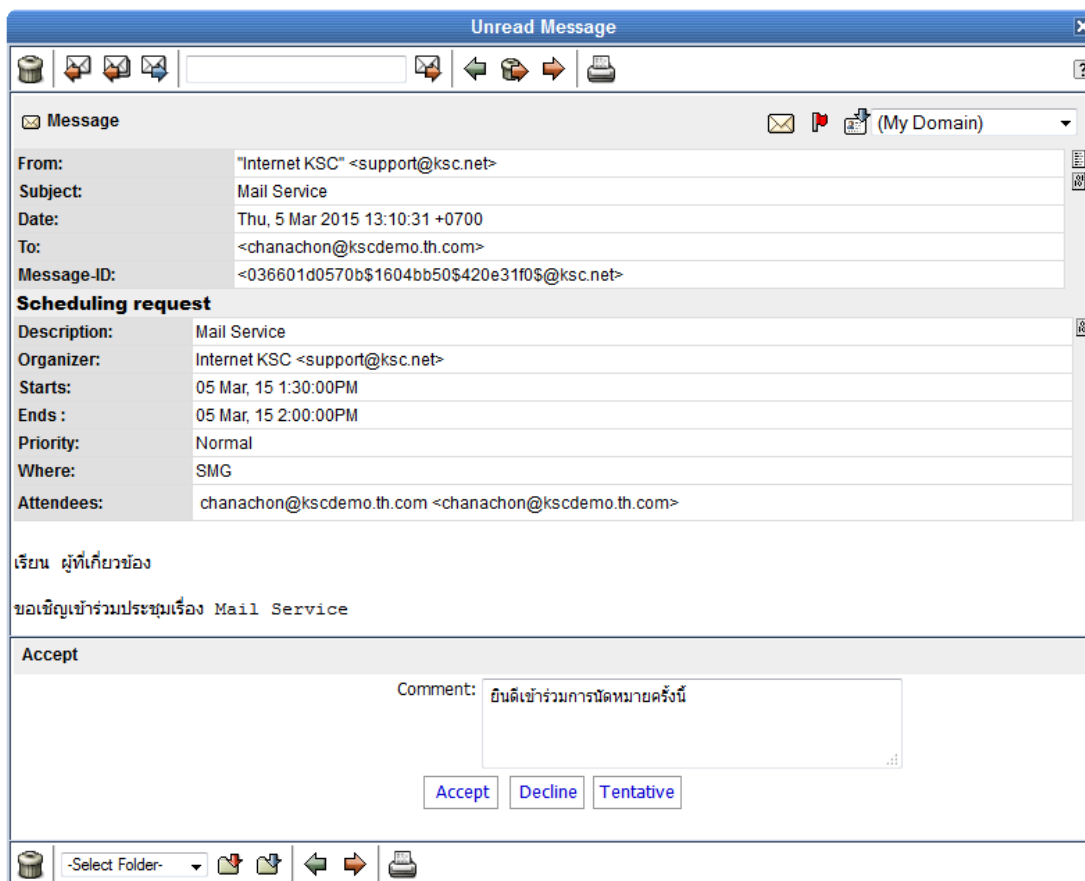 Unread Message
Message
(My Domain)
From: "Internet KSC" <support@ksc.net>
Subject: Mail Service
Date: Thu, 5 Mar 2015 13:10:31 +0700
To: <chanachon@kscdemo.th.com>
Message-ID: <036601d0570b$1604bb50$420e31f0$@ksc.net>
Scheduling request
Description: Mail Service
Organizer: Internet KSC <support@ksc.net>
Starts: 05 Mar, 15 1:30:00PM
Ends : 05 Mar, 15 2:00:00PM
Priority: Normal
Where: SMG
Attendees: chanachon@kscdemo.th.com <chanachon@kscdemo.th.com>
เรียน ผู้ที่เกี่ยวข้อง
ขอเชิญเข้าร่วมประชุมเรื่อง Mail Service
Accept
Comment: ยินดีเข้าร่วมการนัดหมายครั้งนี้
Accept Decline Tentative
-Select Folder-